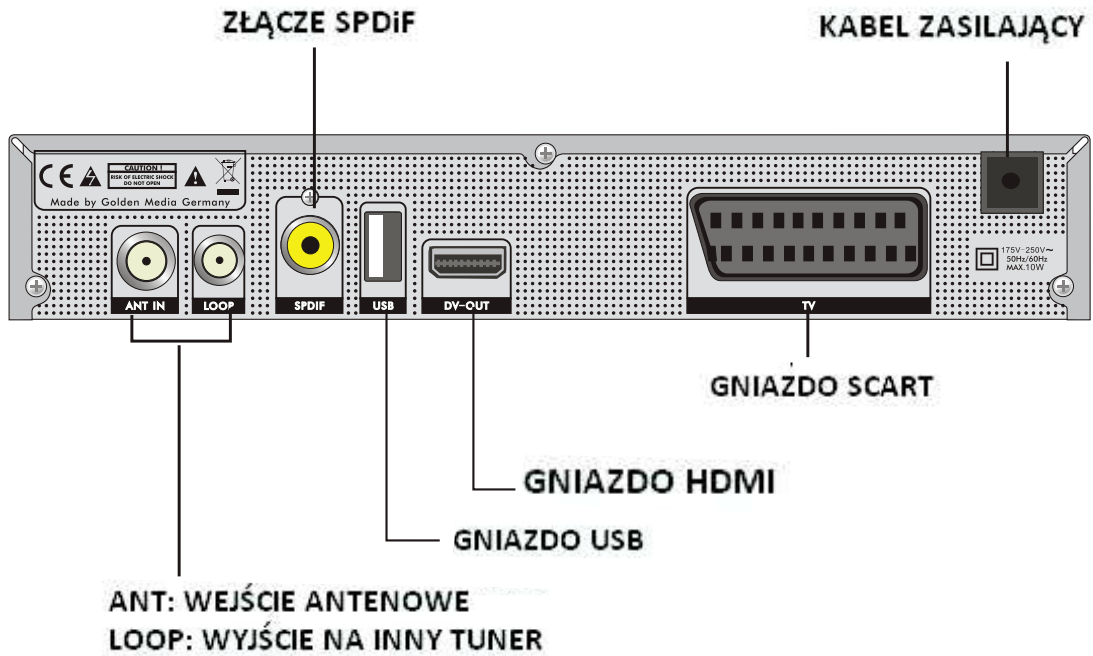 ZŁĄCZE SPDiF
KABEL ZASILAJĄCY
CE
CAUTION !
RISK OF ELECTRIC SHOCK
DO NOT OPEN
Made by Golden Media Germany
ANT IN
LOOP
SPDIF
USB
DV-OUT
TV
175V-250V~
50Hz/60Hz
MAX.10W
GNIAZDO SCART
GNIAZDO HDMI
GNIAZDO USB
ANT: WEJŚCIE ANTENOWE
LOOP: WYJŚCIE NA INNY TUNER